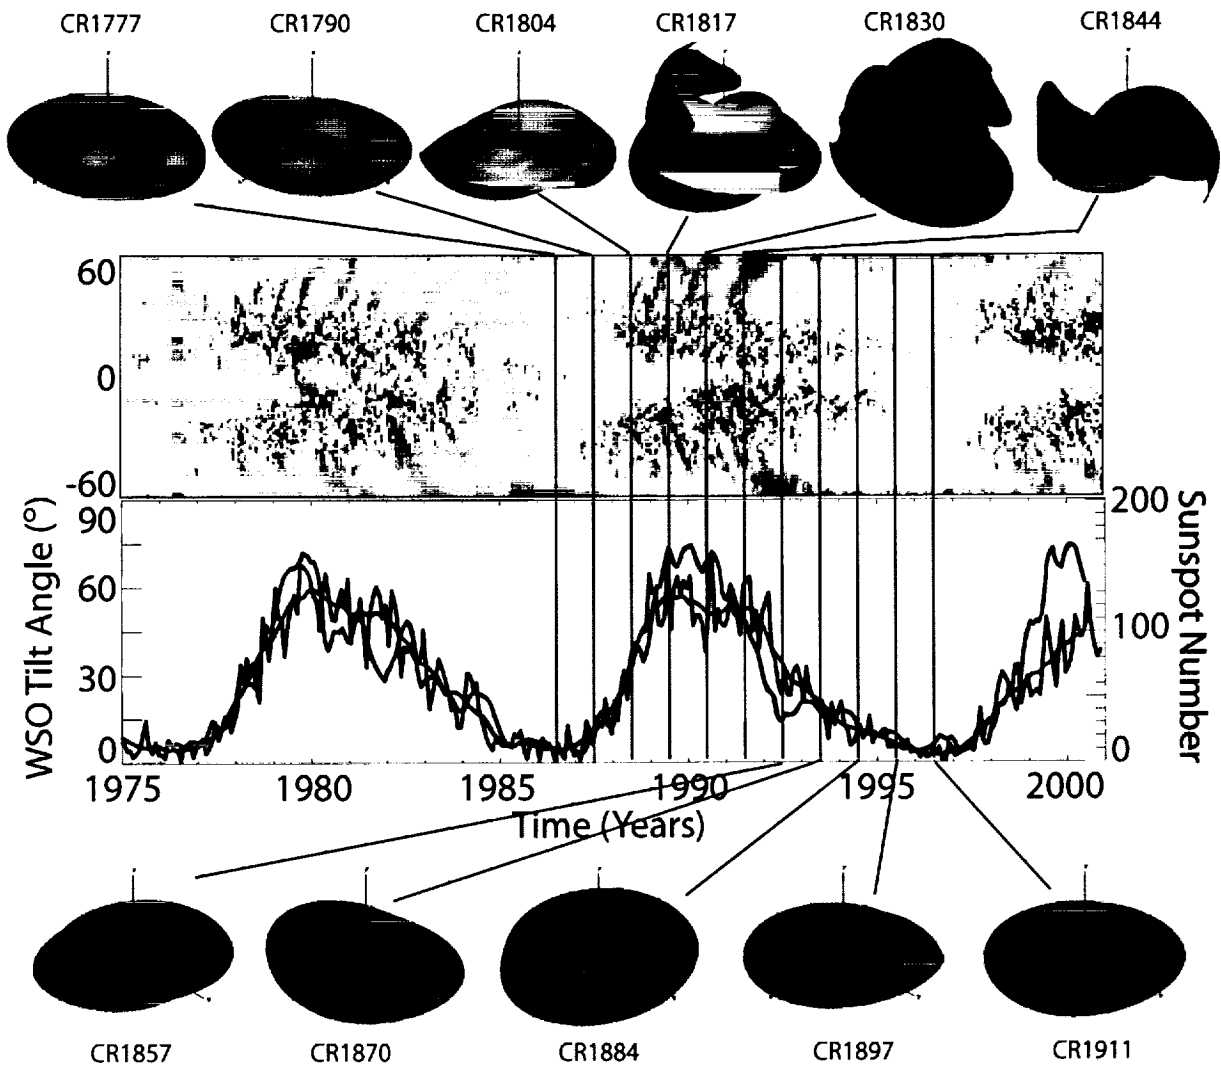 CR1777 CR1790 CR1804 CR1817 CR1830 CR1844
60
0
-60
WSO Tilt Angle (°)
90
60
30
0
200
100
0
Sunspot Number
1975 1980 1985 1990 1995 2000
Time (Years)
CR1857 CR1870 CR1884 CR1897 CR1911